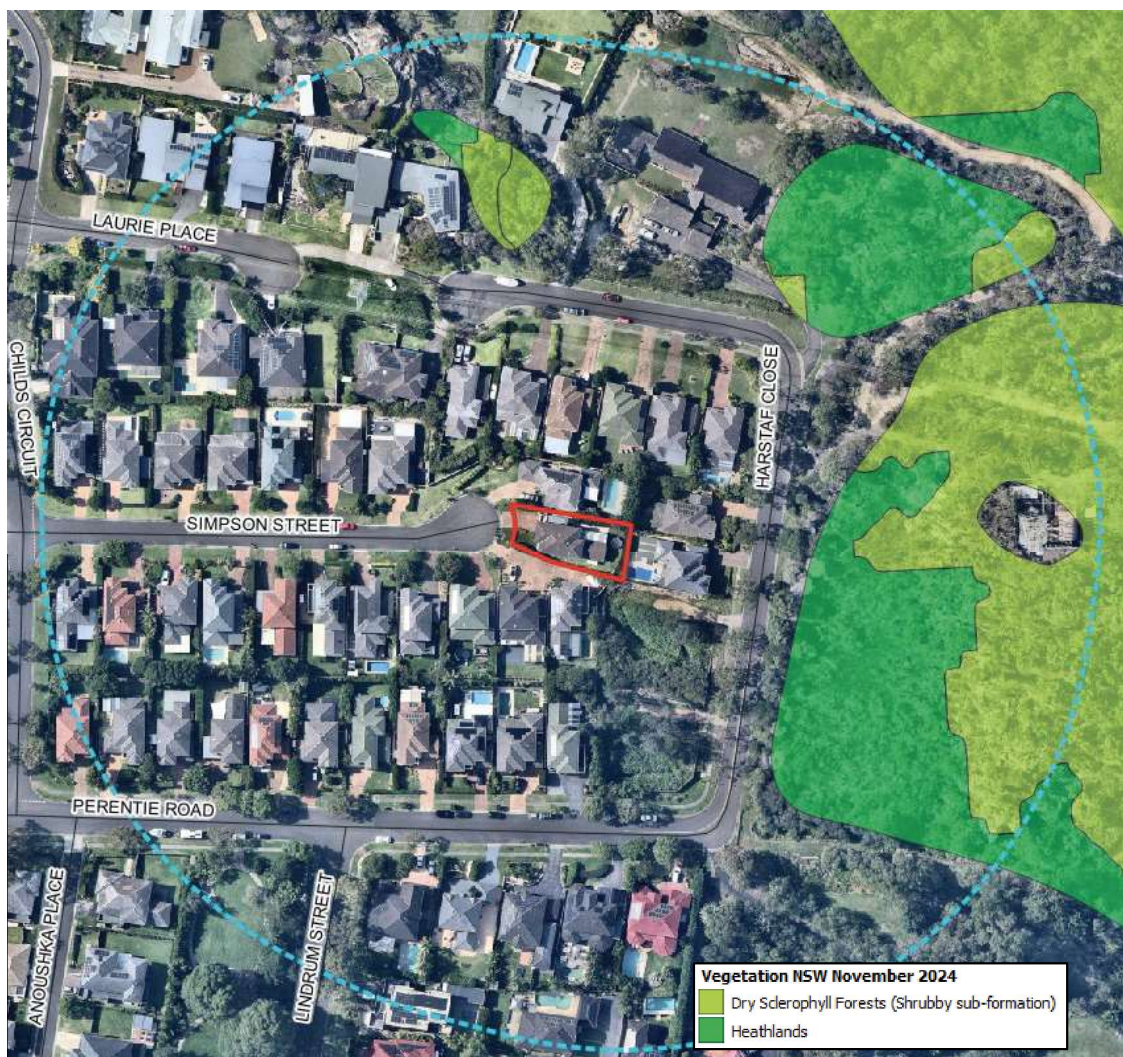 LAURIE PLACE
CHILDS CIRCUIT
HARSTAF CLOSE
SIMPSON STREET
PERENTIE ROAD
ANOUSHKA PLACE
LINDRUM STREET
Vegetation NSW November 2024
Dry Sclerophyll Forests (Shrubby sub-formation)
Heathlands